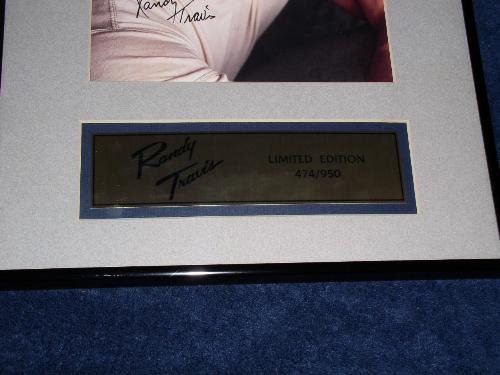 Randy
Travis
Randy
Travis
LIMITED EDITION
474/950